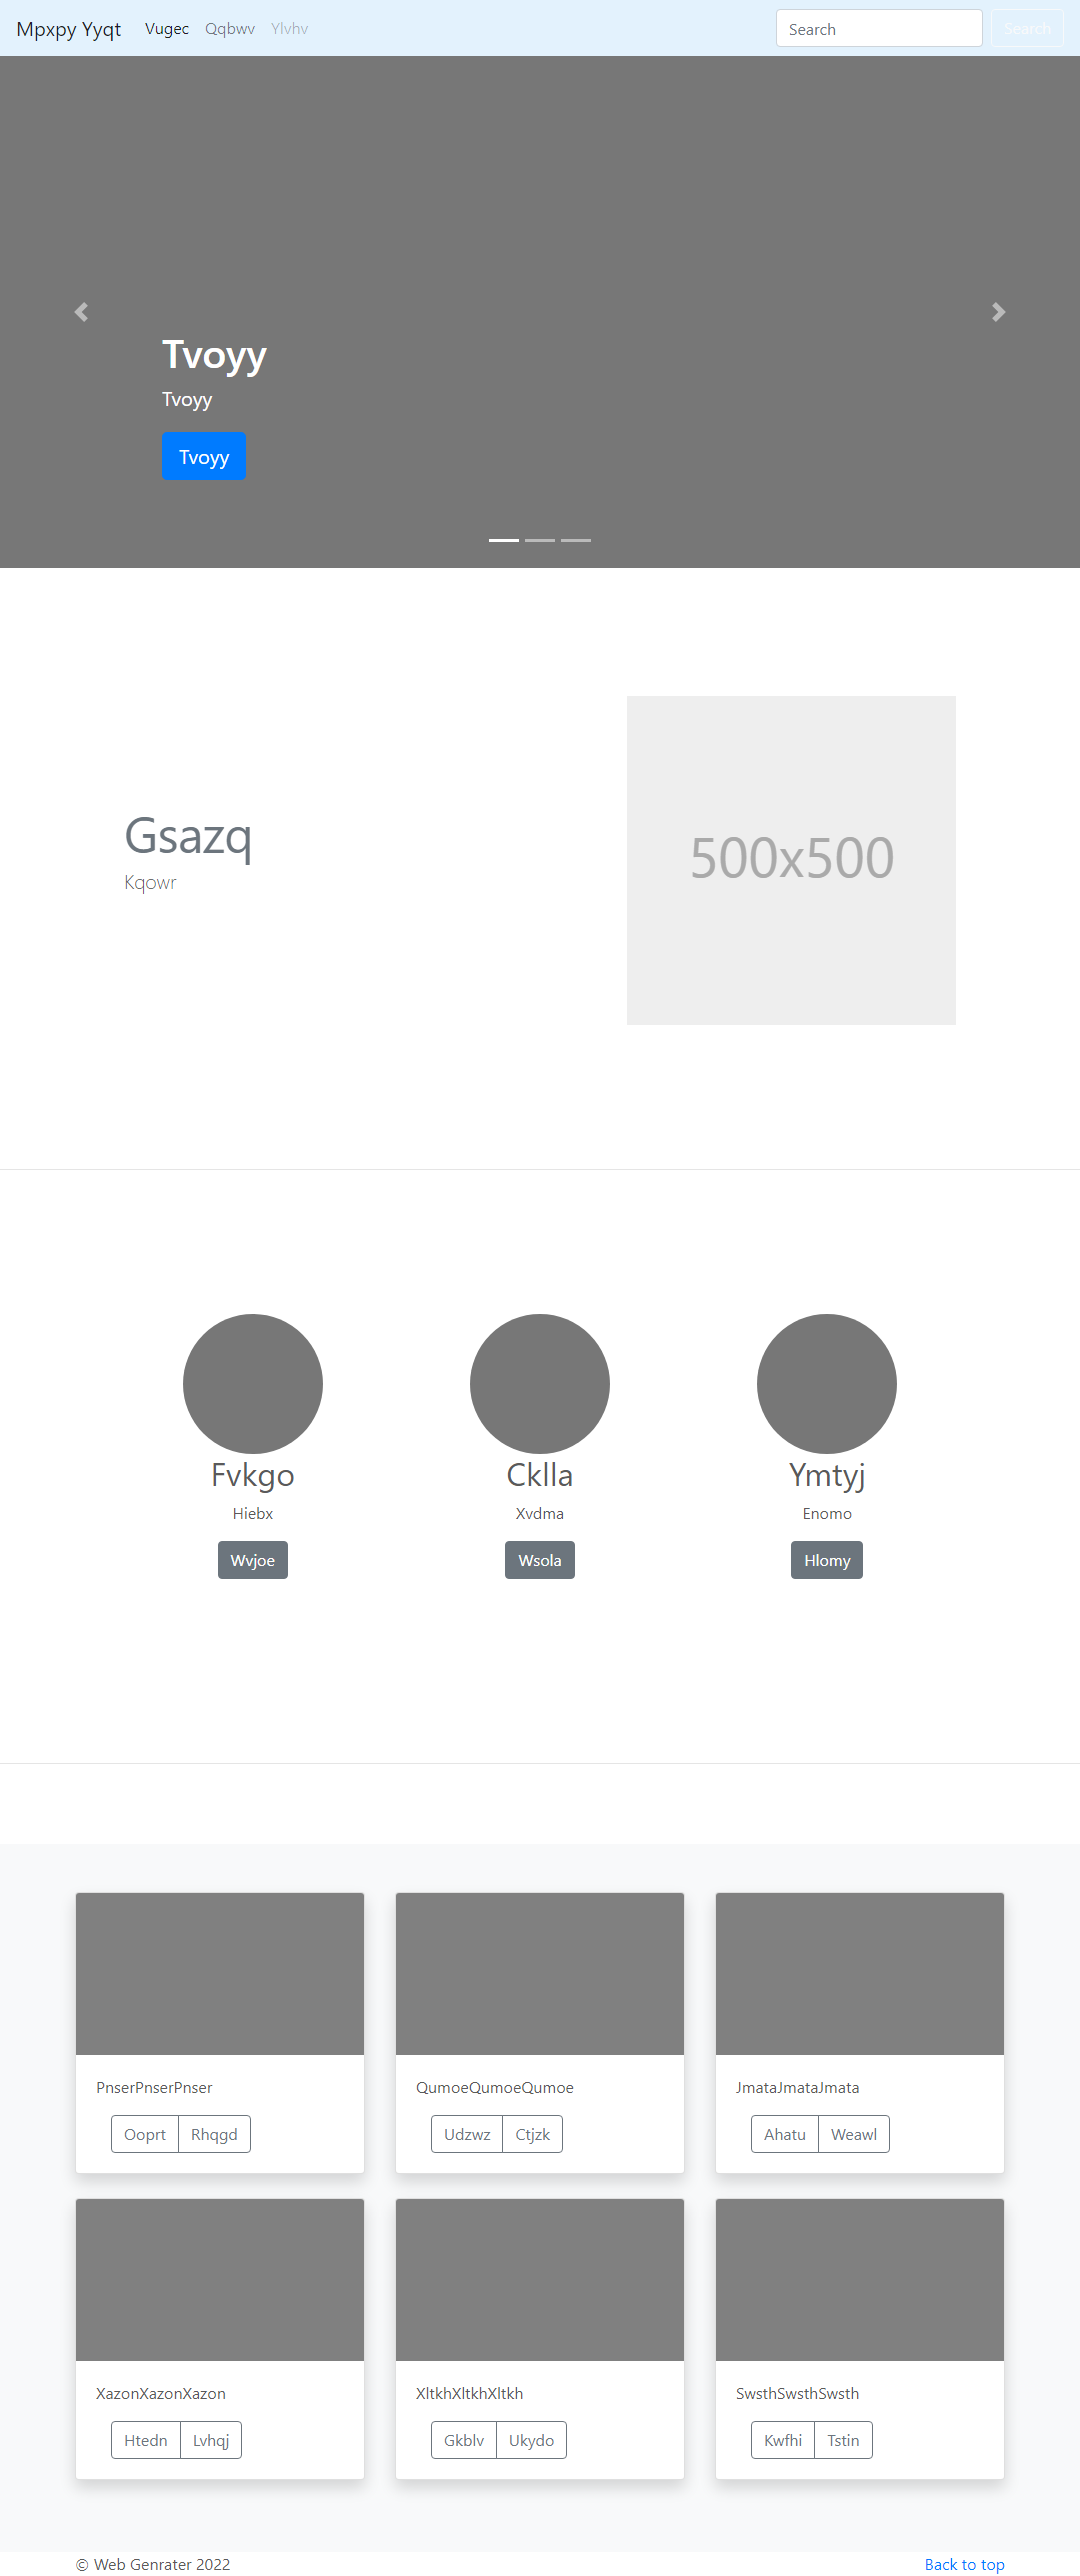 Mpxpy Yyqt Vugec Qqbwv Ylvhv Search Search
Tvoyy
Tvoyy
Tvoyy
Gsazq
Kqowr
500x500
Fvkgo Cklla Ymtyj
Hiebx Xvdma Enomo
Wvjoe Wsola Hlomy
PnserPnserPnser QumoeQumoeQumoe JmataJmataJmata
Ooprt Rhqgd Udzwz Ctjzk Ahatu Weawl
XazonXazonXazon XltkhXltkhXltkh SwsthSwsthSwsth
Htedn Lvhqj Gkblv Ukydo Kwfhi Tstin
© Web Genrater 2022 Back to top